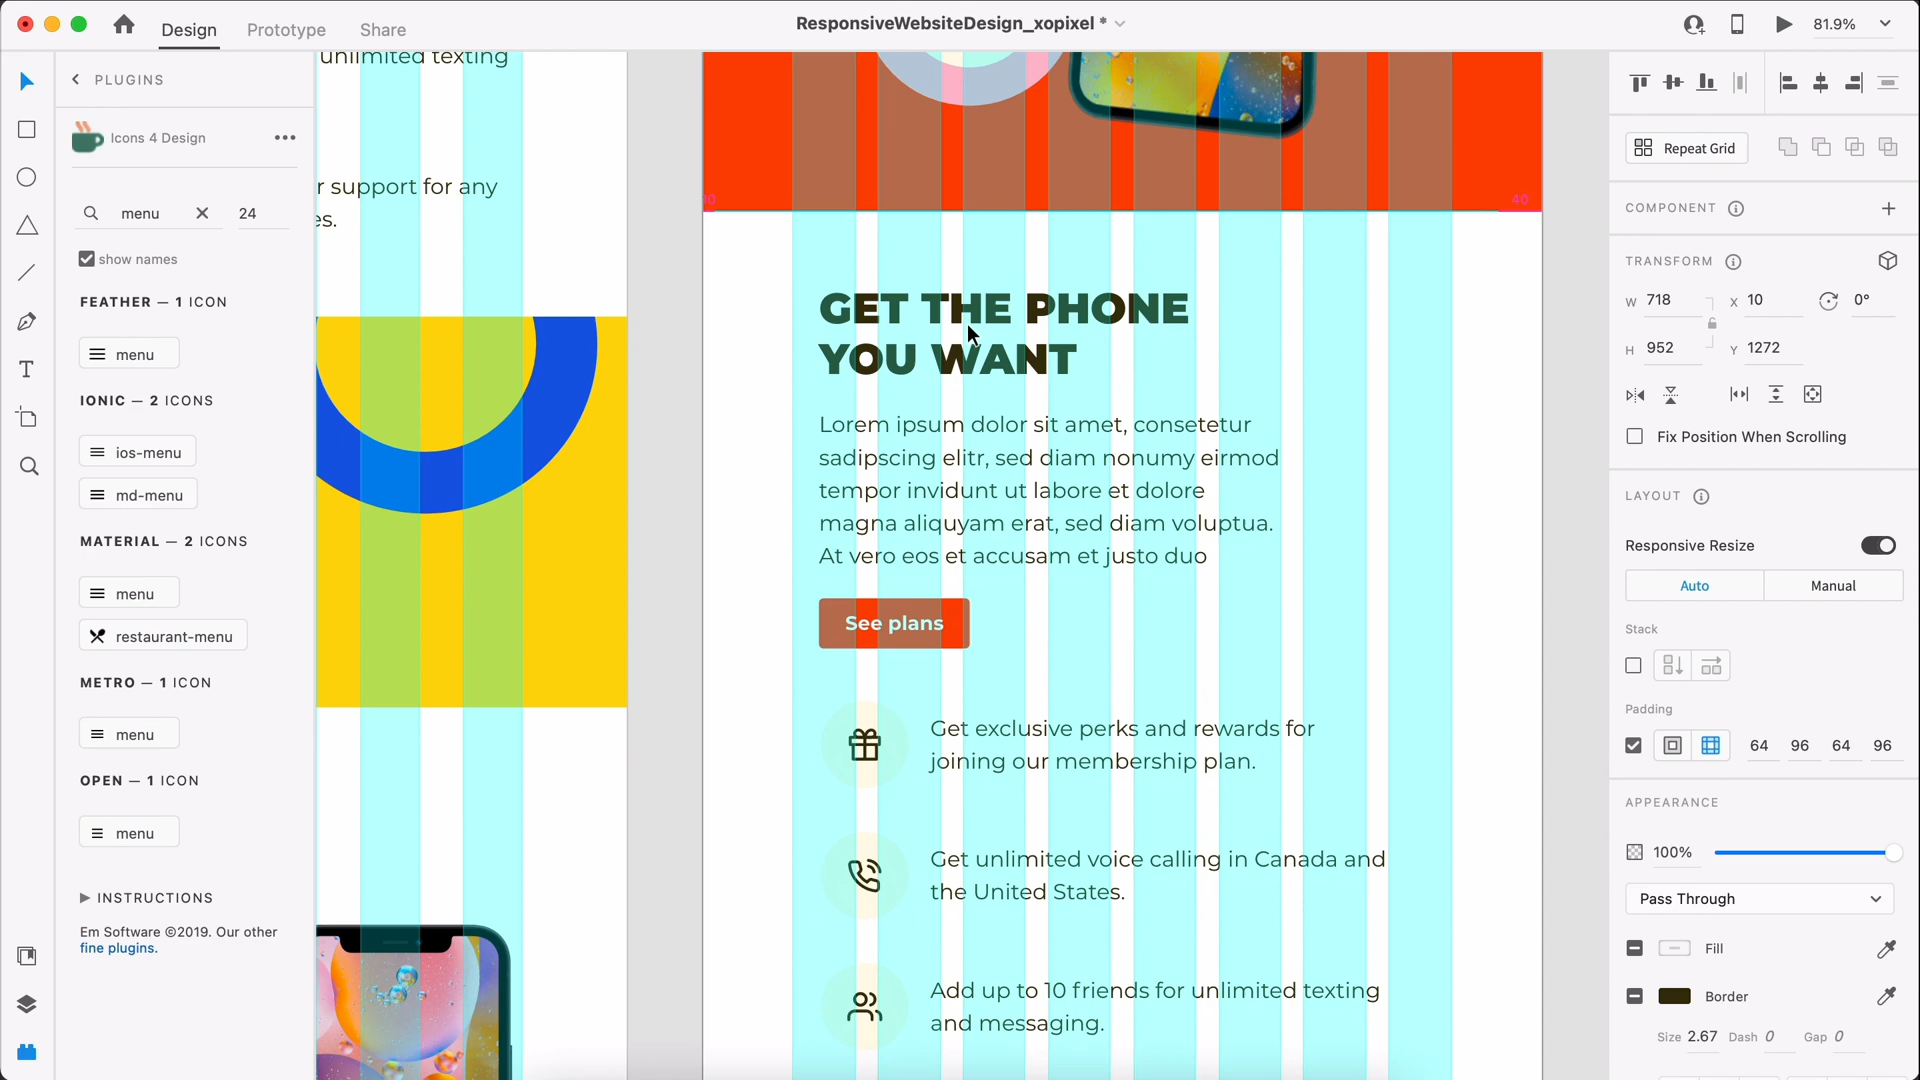 Design
Prototype
Share
ResponsiveWebsiteDesign_xopixel *
81.9%
PLUGINS
Icons 4 Design
menu
24
show names
FEATHER — 1 ICON
menu
IONIC — 2 ICONS
ios-menu
md-menu
MATERIAL — 2 ICONS
menu
restaurant-menu
METRO — 1 ICON
menu
OPEN — 1 ICON
menu
INSTRUCTIONS
Em Software ©2019. Our other
fine plugins.
unlimited texting
r support for any
es.
40
GET THE PHONE
YOU WANT
Lorem ipsum dolor sit amet, consetetur
sadipscing elitr, sed diam nonumy eirmod
tempor invidunt ut labore et dolore
magna aliquyam erat, sed diam voluptua.
At vero eos et accusam et justo duo
See plans
Get exclusive perks and rewards for
joining our membership plan.
Get unlimited voice calling in Canada and
the United States.
Add up to 10 friends for unlimited texting
and messaging.
Repeat Grid
COMPONENT
TRANSFORM
W 718 X 10 0°
H 952 Y 1272
Fix Position When Scrolling
LAYOUT
Responsive Resize
Auto Manual
Stack
Padding
64 96 64 96
APPEARANCE
100%
Pass Through
Fill
Border
Size 2.67 Dash 0 Gap 0